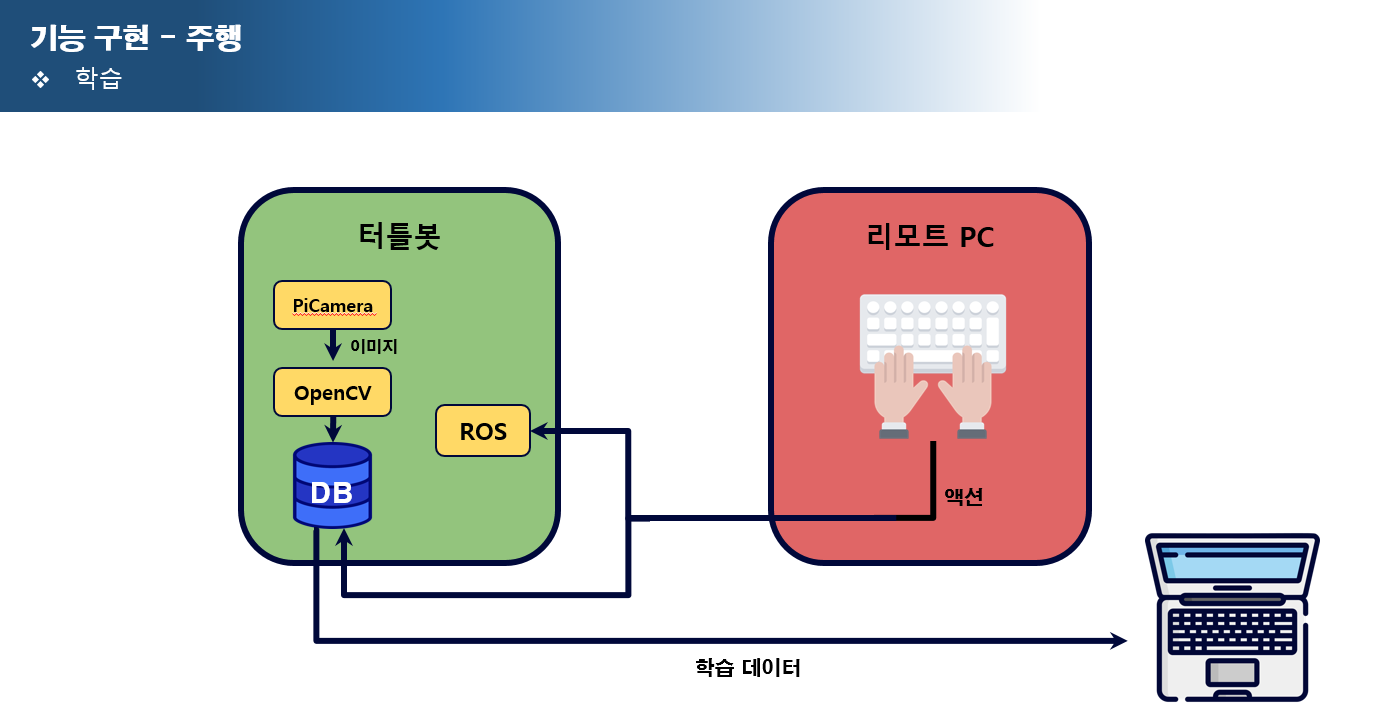 기능 구현 - 주행
❖ 학습
터틀봇
PiCamera
이미지
OpenCV
DB
ROS
리모트 PC
액션
학습 데이터